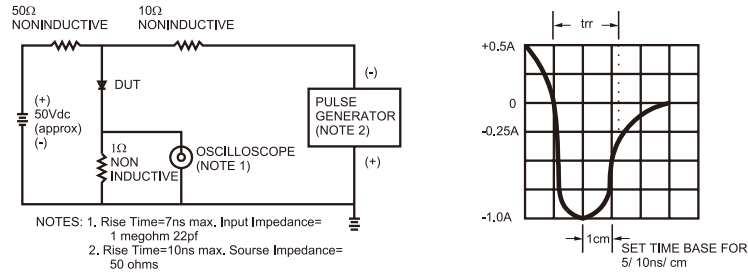 50Ω
NONINDUCTIVE
10Ω
NONINDUCTIVE
DUT
(+)
50Vdc
(approx)
(-)
1Ω
NON
INDUCTIVE
OSCILLOSCOPE
(NOTE 1)
(-)
PULSE
GENERATOR
(NOTE 2)
(+)
NOTES: 1. Rise Time=7ns max. Input Impedance=
1 megohm 22pf
2. Rise Time=10ns max. Sourse Impedance=
50 ohms
trr
+0.5A
0
-0.25A
-1.0A
1cm
SET TIME BASE FOR
5/ 10ns/ cm